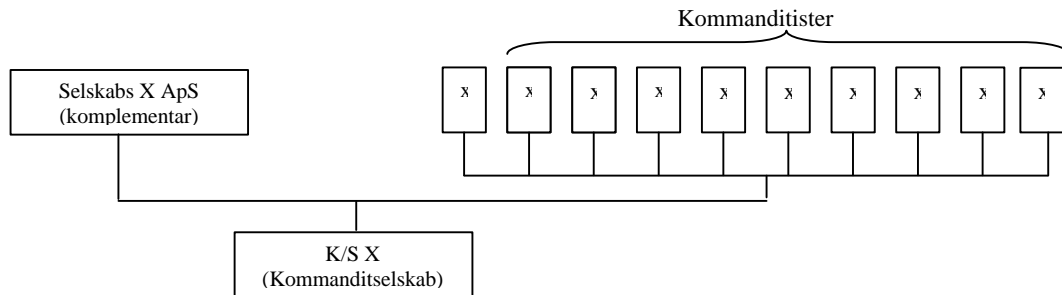 Kommanditister
Selskabs X ApS
(komplementar)
x x x x x x x x x x
K/S X
(Kommanditselskab)